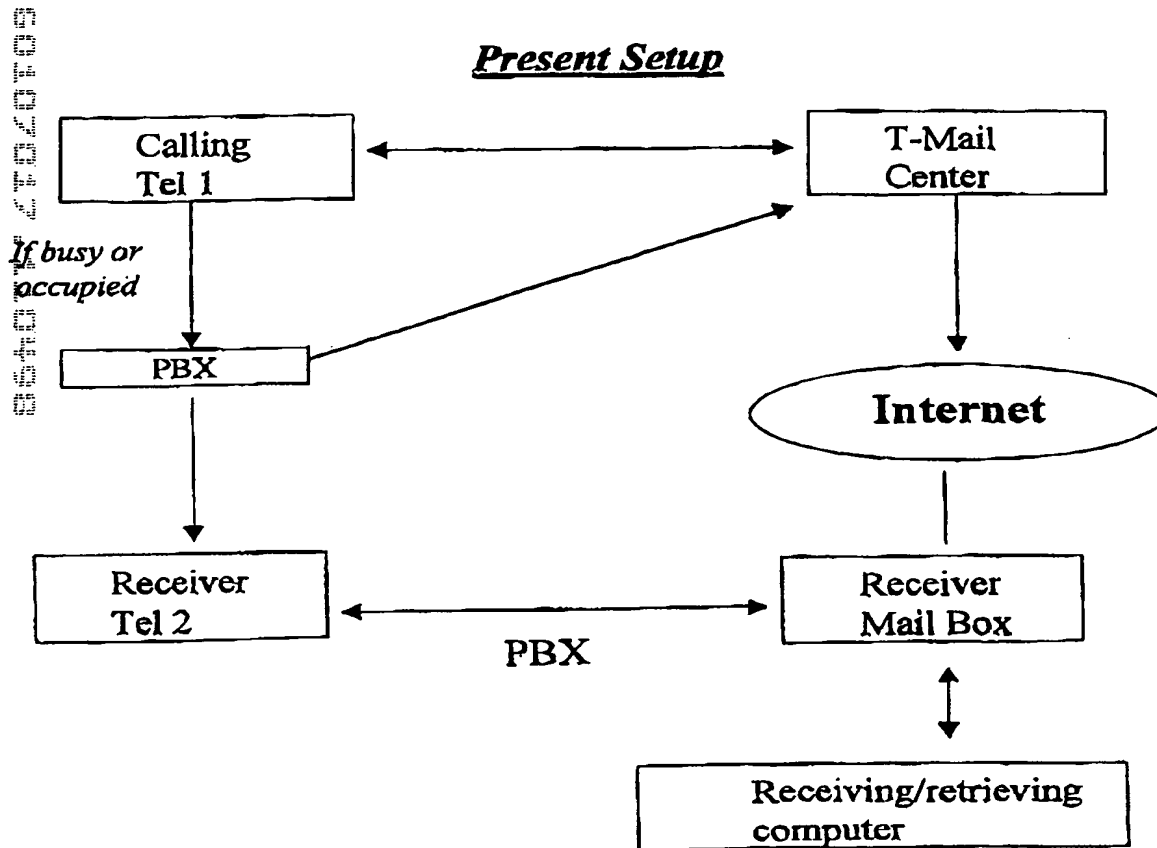 Present Setup
Calling
Tel 1
T-Mail
Center
If busy or
occupied
PBX
Internet
Receiver
Tel 2
PBX
Receiver
Mail Box
Receiving/retrieving
computer